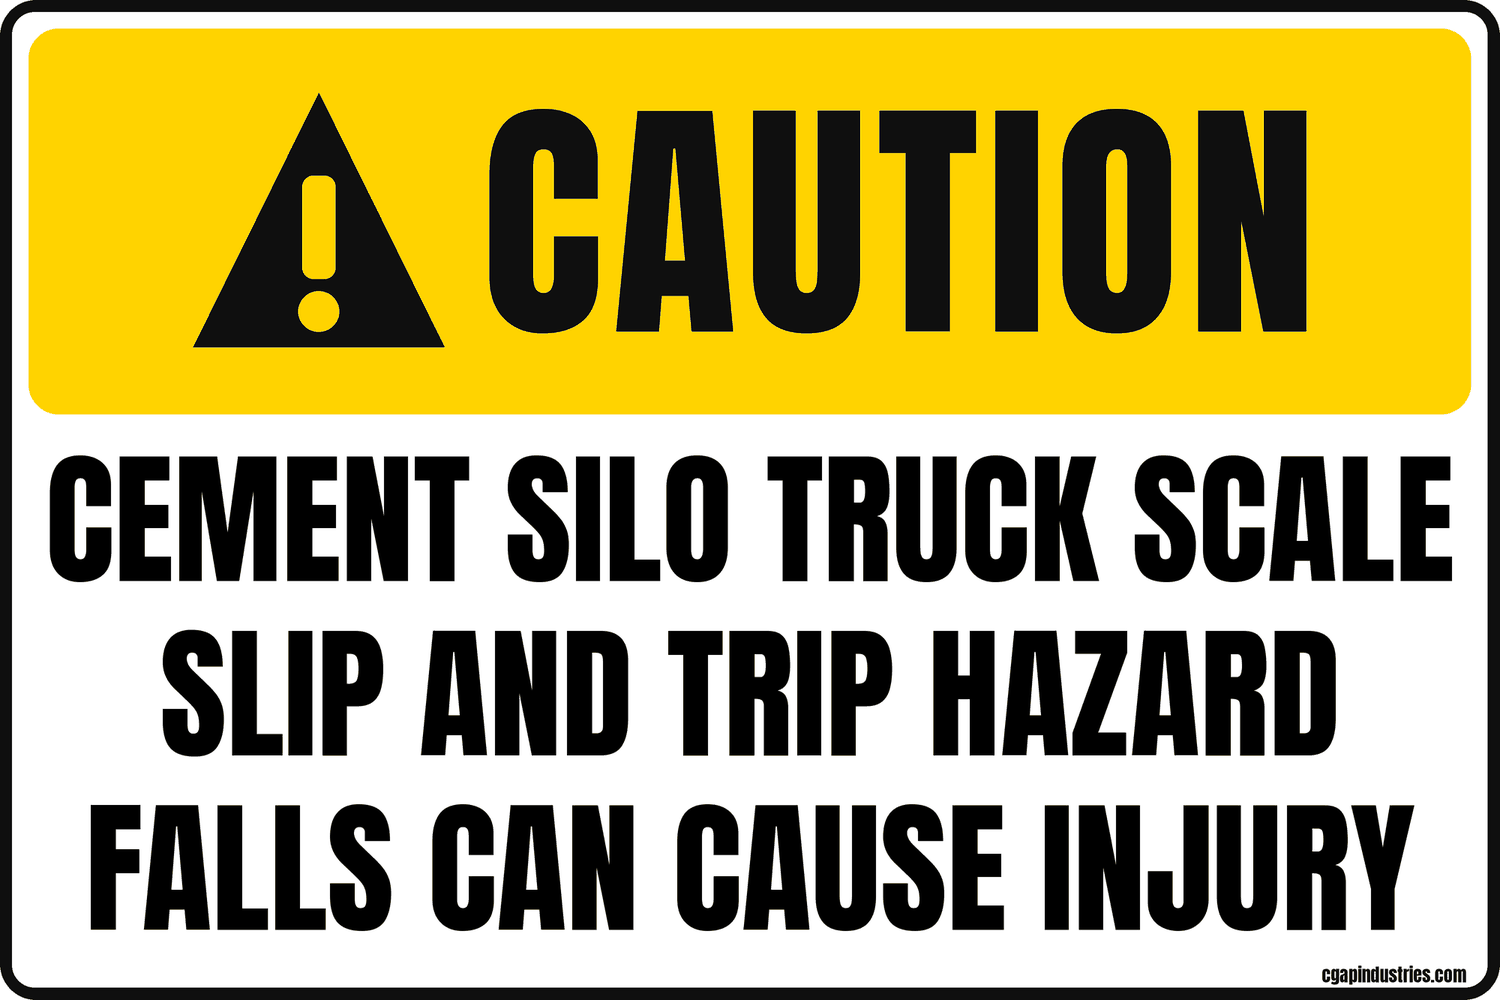 CAUTION
CEMENT SILO TRUCK SCALE
SLIP AND TRIP HAZARD
FALLS CAN CAUSE INJURY
cgapindustries.com